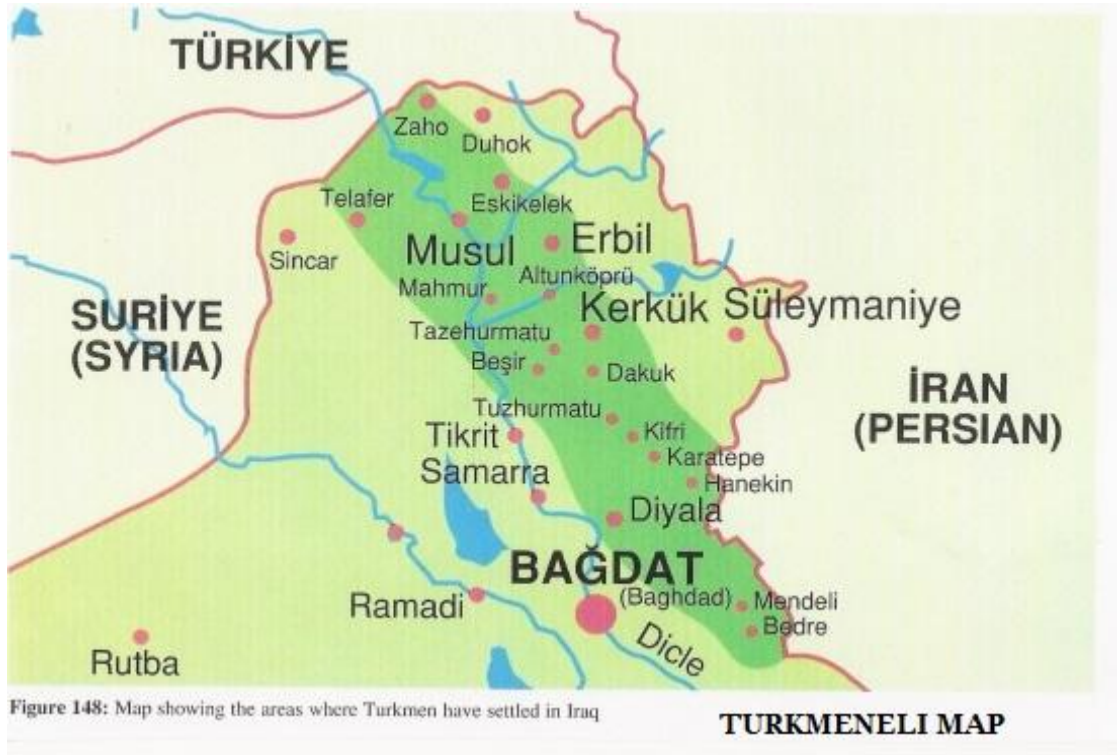 TÜRKİYE
Zaho
Duhok
Telafer
Eskikelek
Sincar
Musul
Erbil
Mahmur
Altunköprü
Kerkük
Süleymaniye
SURİYE
(SYRIA)
Tazehurmatu
Beşir
Dakuk
İRAN
(PERSIAN)
Tuzhurmatu
Tikrit
Kifri
Samarra
Karatepe
Hanekin
Diyala
BAĞDAT
(Baghdad)
Mendeli
Bedre
Ramadi
Dicle
Rutba
Figure 148: Map showing the areas where Turkmen have settled in Iraq
TURKMENELI MAP